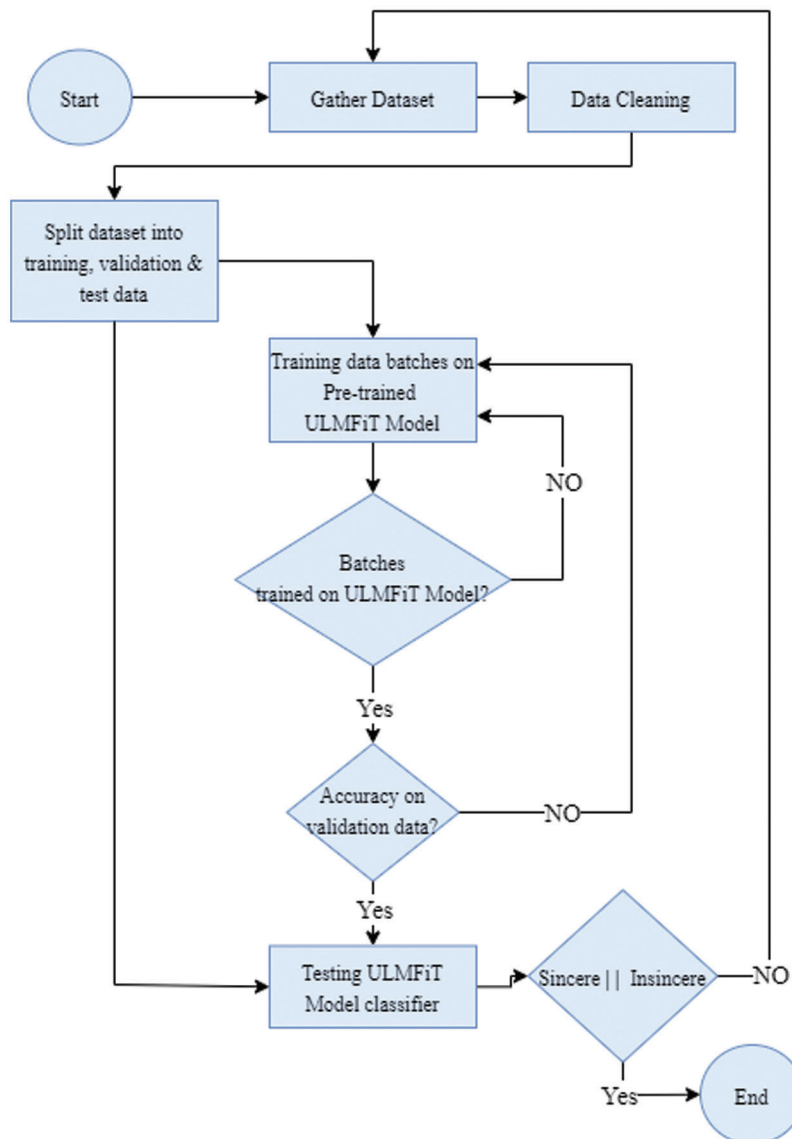 Start
Gather Dataset
Data Cleaning
Split dataset into
training, validation &
test data
Training data batches on
Pre-trained
ULMFiT Model
NO
Batches
trained on ULMFiT Model?
Yes
Accuracy on
validation data?
NO
Yes
Testing ULMFiT
Model classifier
Sincere || Insincere
NO
Yes
End